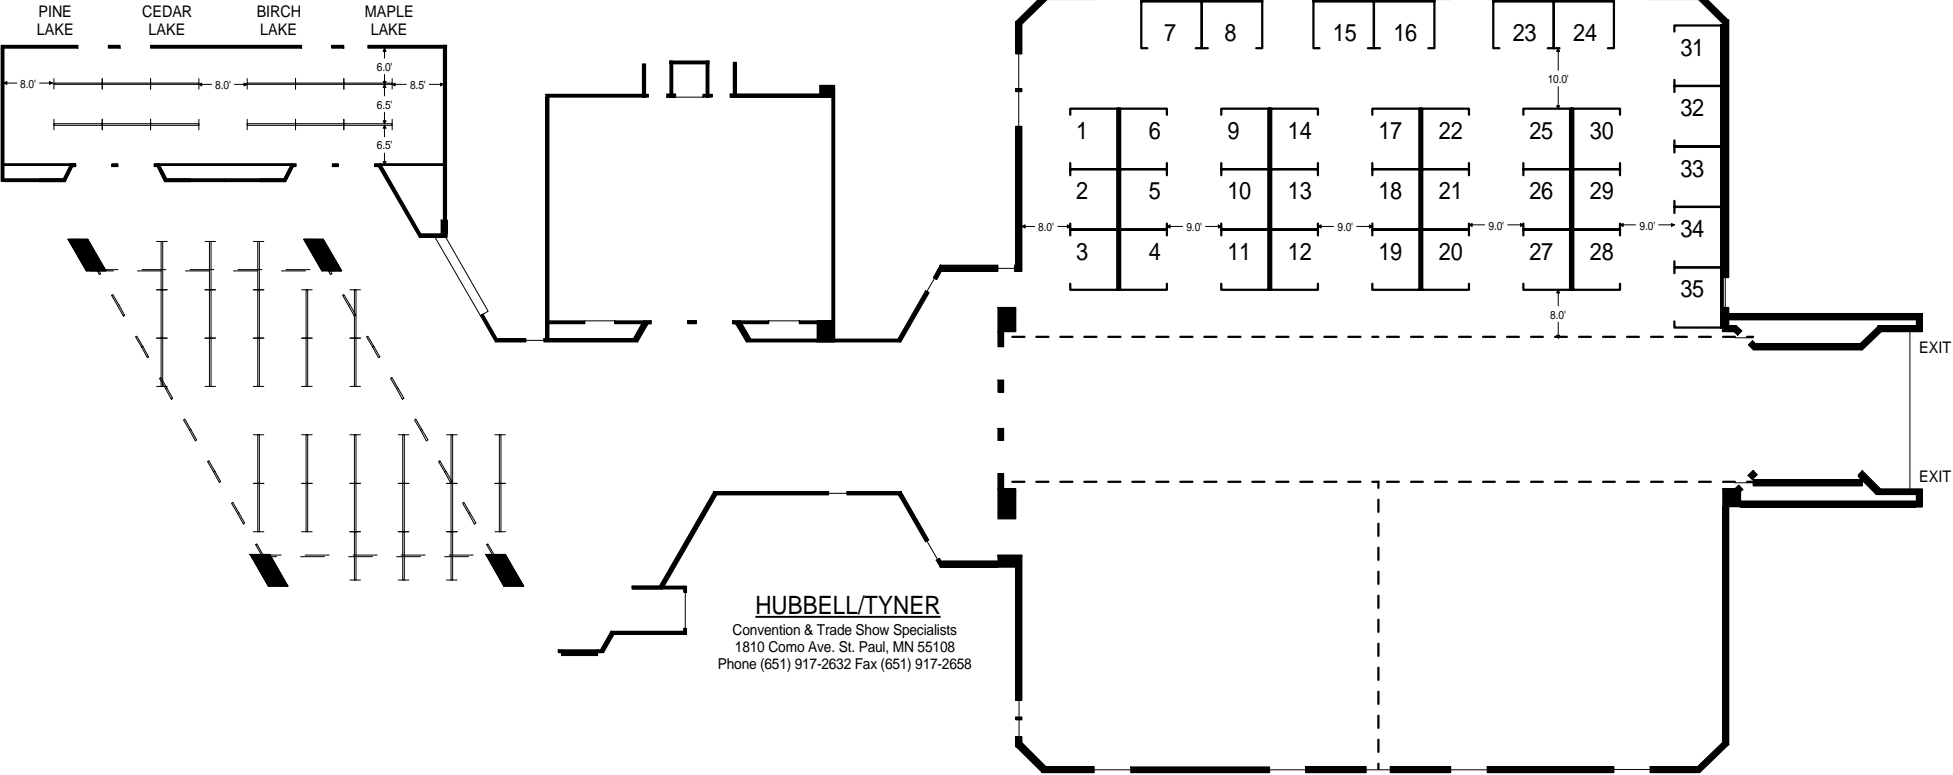 PINE
LAKE
CEDAR
LAKE
BIRCH
LAKE
MAPLE
LAKE
6.0'
8.0'
8.0'
8.5'
6.5'
6.5'
7 8 15 16 23 24
31
10.0'
32
1 6 9 14 17 22 25 30
33
2 5 10 13 18 21 26 29
8.0' 9.0' 9.0' 9.0' 9.0'
34
3 4 11 12 19 20 27 28
35
8.0'
EXIT
EXIT
HUBBELL/TYNER
Convention & Trade Show Specialists
1810 Como Ave. St. Paul, MN 55108
Phone (651) 917-2632 Fax (651) 917-2658